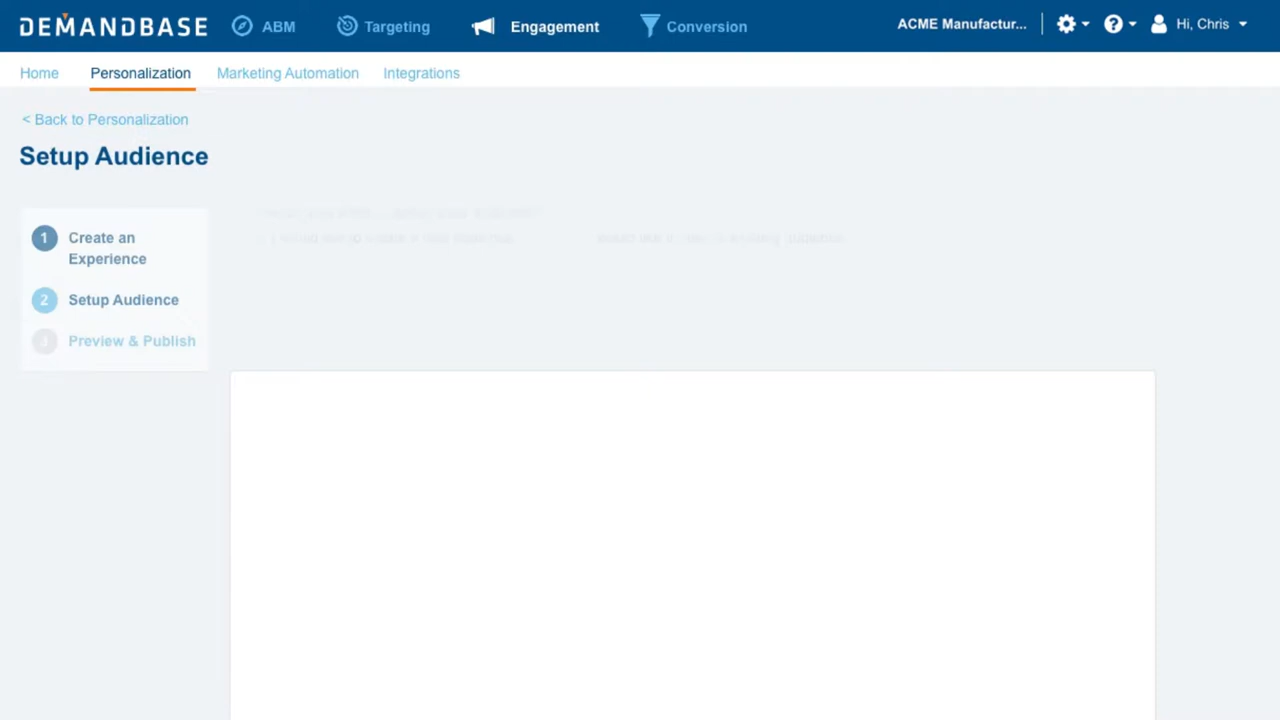 DEMANDBASE ABM Targeting Engagement Conversion ACME Manufactur... Hi, Chris
Home Personalization Marketing Automation Integrations
< Back to Personalization
Setup Audience
1 Create an
Experience
2 Setup Audience
3 Preview & Publish